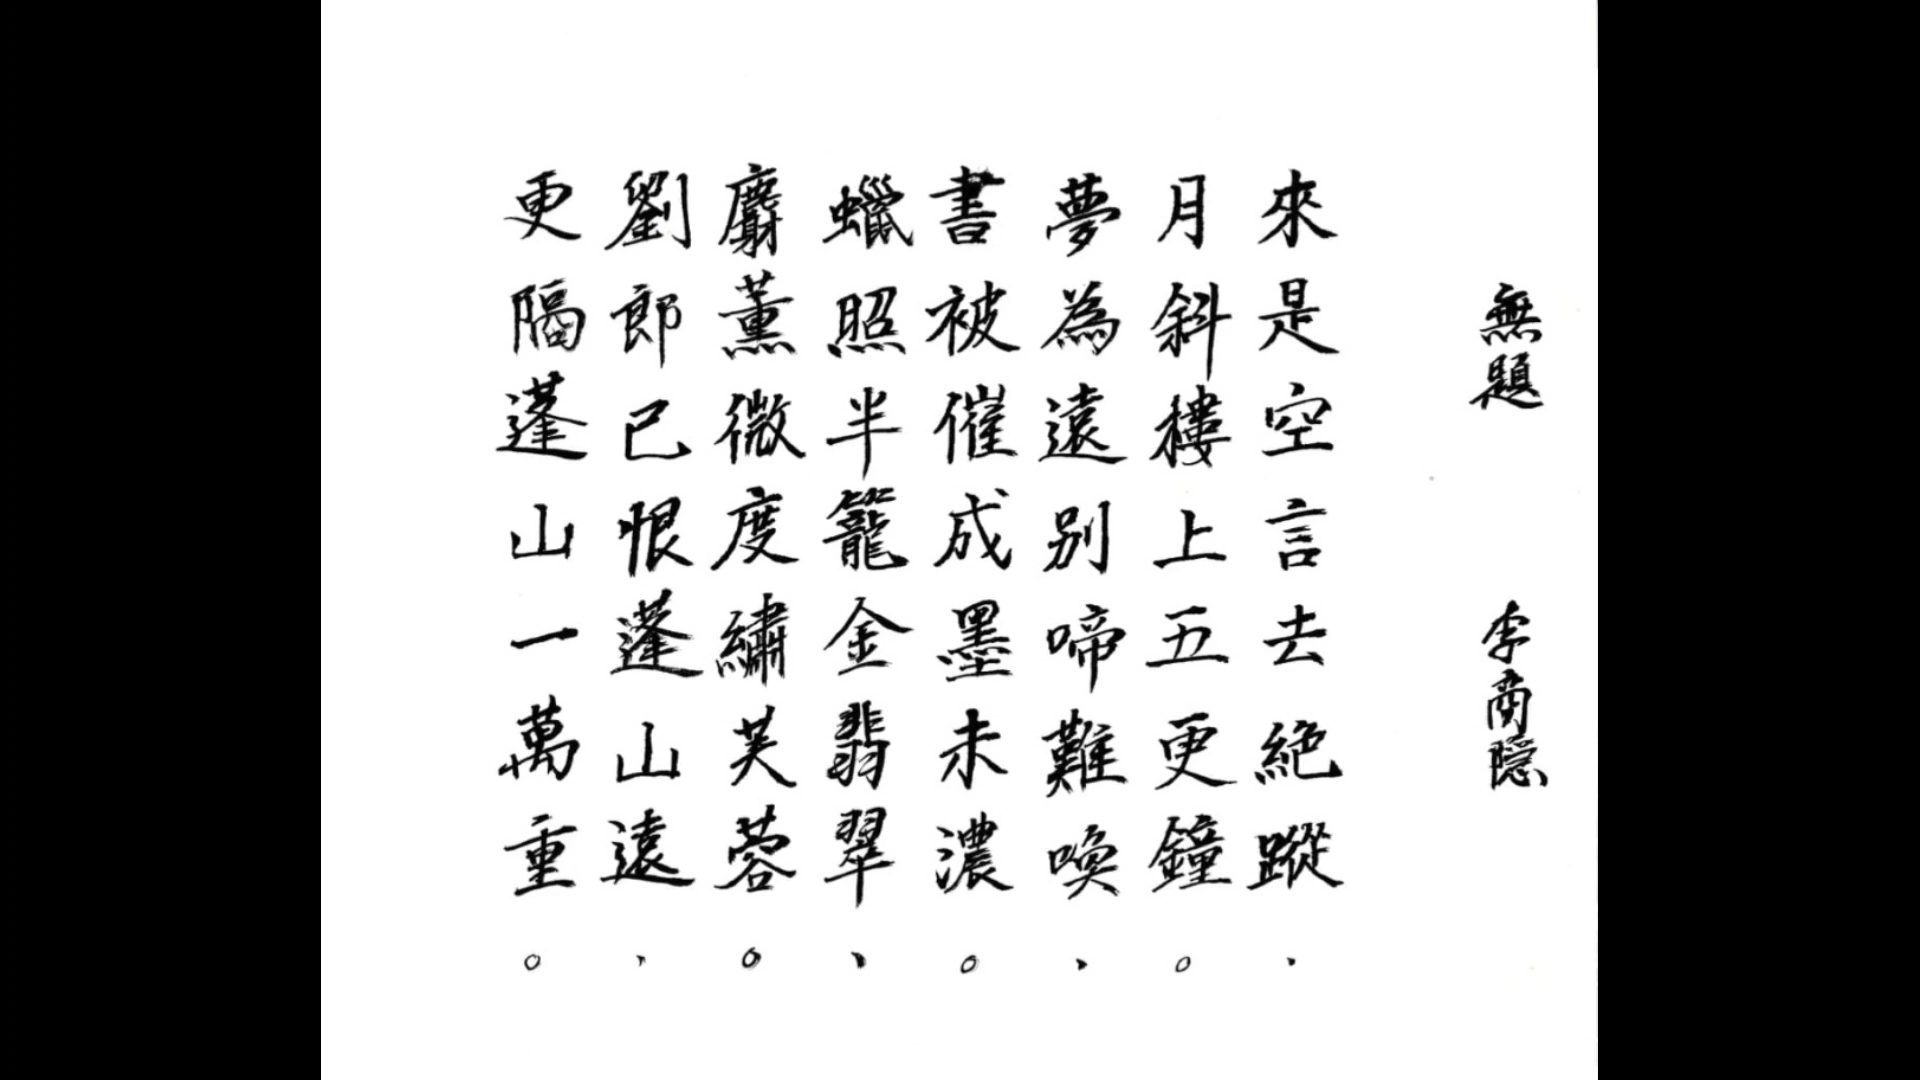 無題 李商隱
來是空言去絕蹤、
月斜樓上五更鐘。
夢為遠別啼難喚、
書被催成墨未濃。
蠟照半籠金翡翠、
麝薰微度繡芙蓉。
劉郎已恨蓬山遠、
更隔蓬山一萬重。